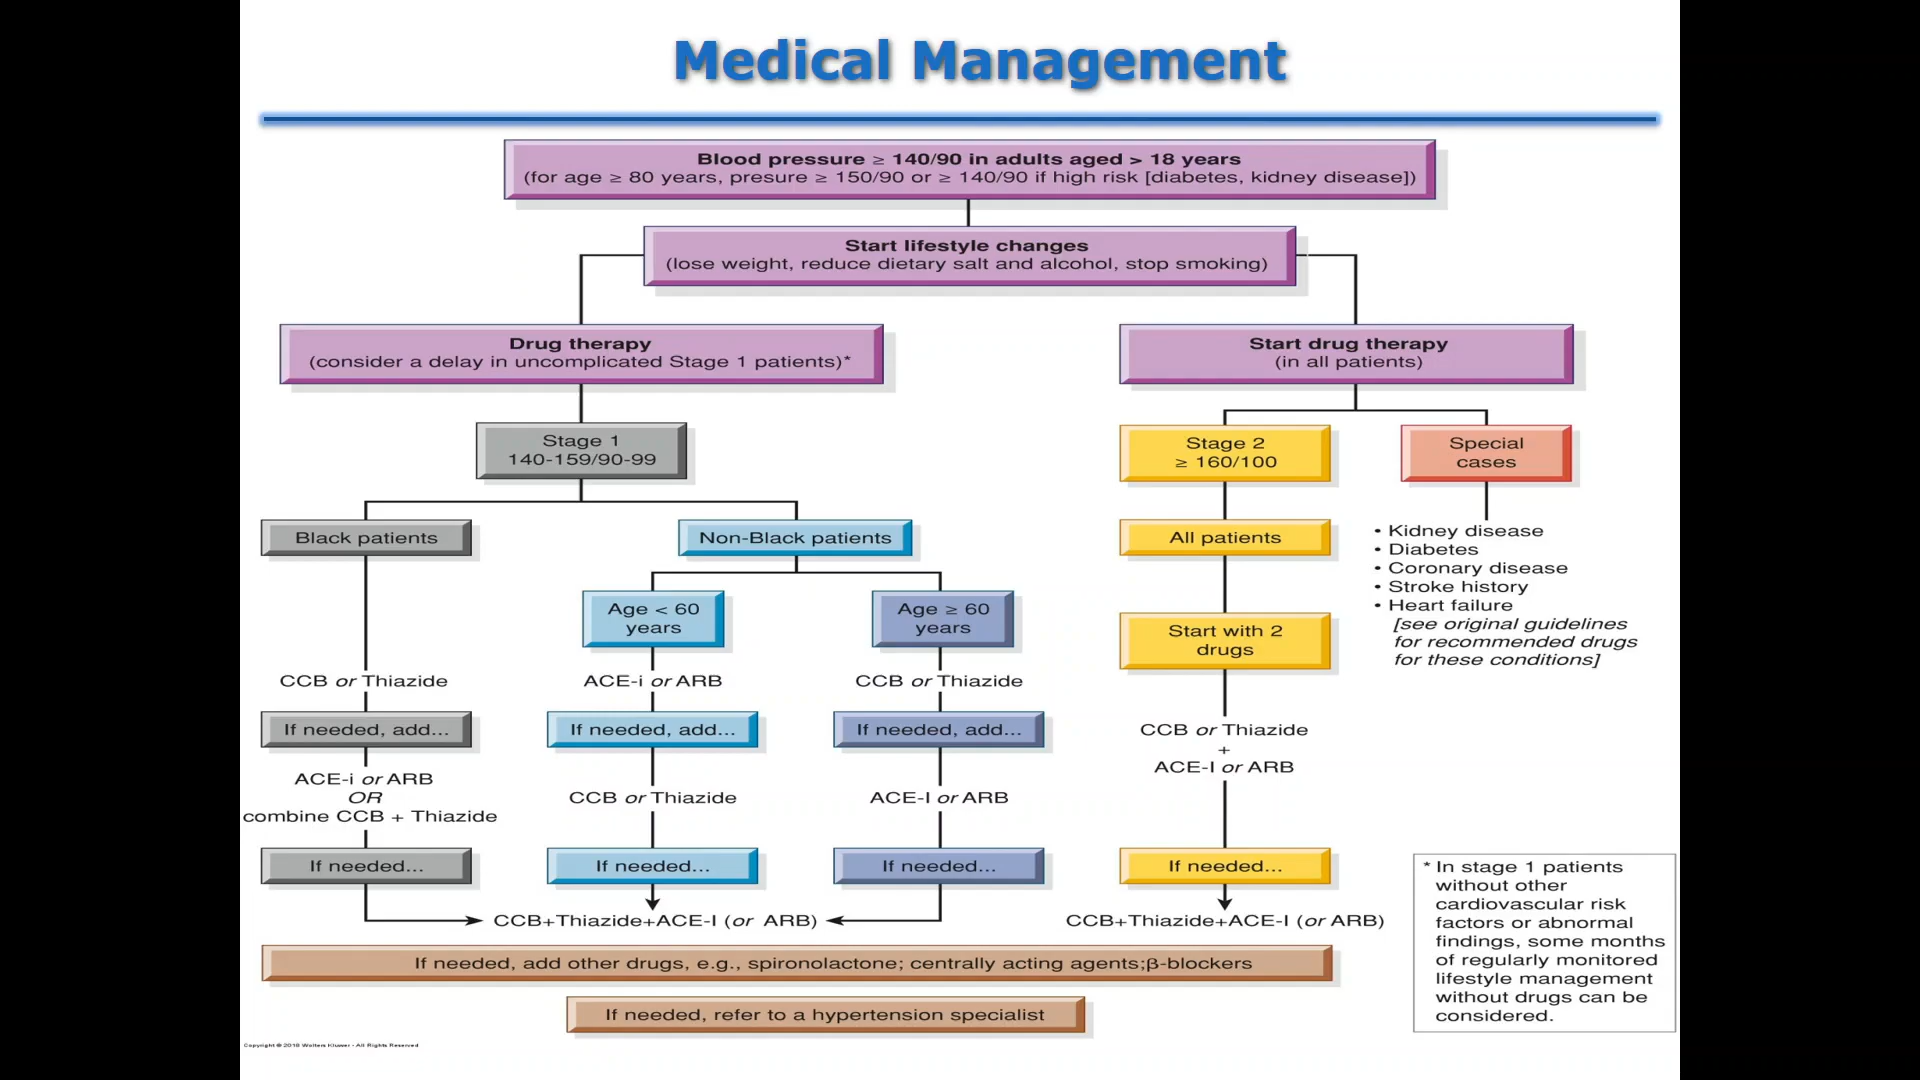 Medical Management
Blood pressure ≥ 140/90 in adults aged > 18 years
(for age ≥ 80 years, presure ≥ 150/90 or ≥ 140/90 if high risk [diabetes, kidney disease])
Start lifestyle changes
(lose weight, reduce dietary salt and alcohol, stop smoking)
Drug therapy
(consider a delay in uncomplicated Stage 1 patients)*
Start drug therapy
(in all patients)
Stage 1
140-159/90-99
Stage 2
≥ 160/100
Special
cases
Black patients
Non-Black patients
All patients
• Kidney disease
• Diabetes
• Coronary disease
• Stroke history
• Heart failure
[see original guidelines
for recommended drugs
for these conditions]
Age < 60
years
Age ≥ 60
years
Start with 2
drugs
CCB or Thiazide
ACE-i or ARB
CCB or Thiazide
If needed, add...
If needed, add...
If needed, add...
CCB or Thiazide
+
ACE-I or ARB
ACE-i or ARB
OR
combine CCB + Thiazide
CCB or Thiazide
ACE-I or ARB
If needed...
If needed...
If needed...
If needed...
CCB+Thiazide+ACE-I (or ARB)
CCB+Thiazide+ACE-I (or ARB)
* In stage 1 patients
without other
cardiovascular risk
factors or abnormal
findings, some months
of regularly monitored
lifestyle management
without drugs can be
considered.
If needed, add other drugs, e.g., spironolactone; centrally acting agents;β-blockers
If needed, refer to a hypertension specialist
Copyright © 2018 Wolters Kluwer - All Rights Reserved